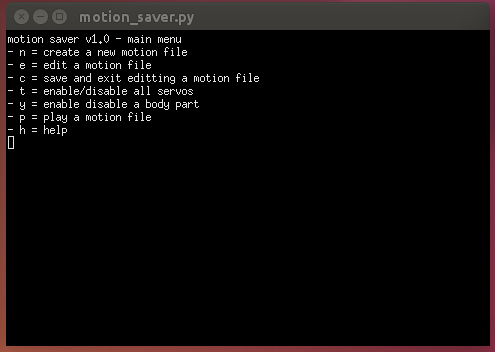 motion_saver.py
motion saver v1.0 - main menu
- n = create a new motion file
- e = edit a motion file
- c = save and exit editting a motion file
- t = enable/disable all servos
- y = enable disable a body part
- p = play a motion file
- h = help